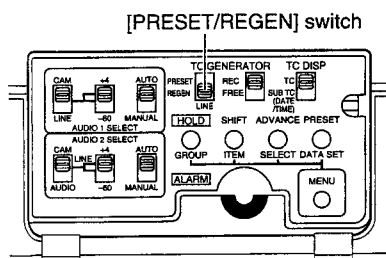 [PRESET/REGEN] switch
TC GENERATOR TC DISP
CAM +4 AUTO PRESET REC TC
REGEN FREE SUB TC
LINE -60 MANUAL LINE (DATE
AUDIO 1 SELECT /TIME)
AUDIO 2 SELECT HOLD SHIFT ADVANCE PRESET
CAM LINE +4 AUTO
GROUP ITEM SELECT DATA SET
AUDIO -60 MANUAL ALARM MENU